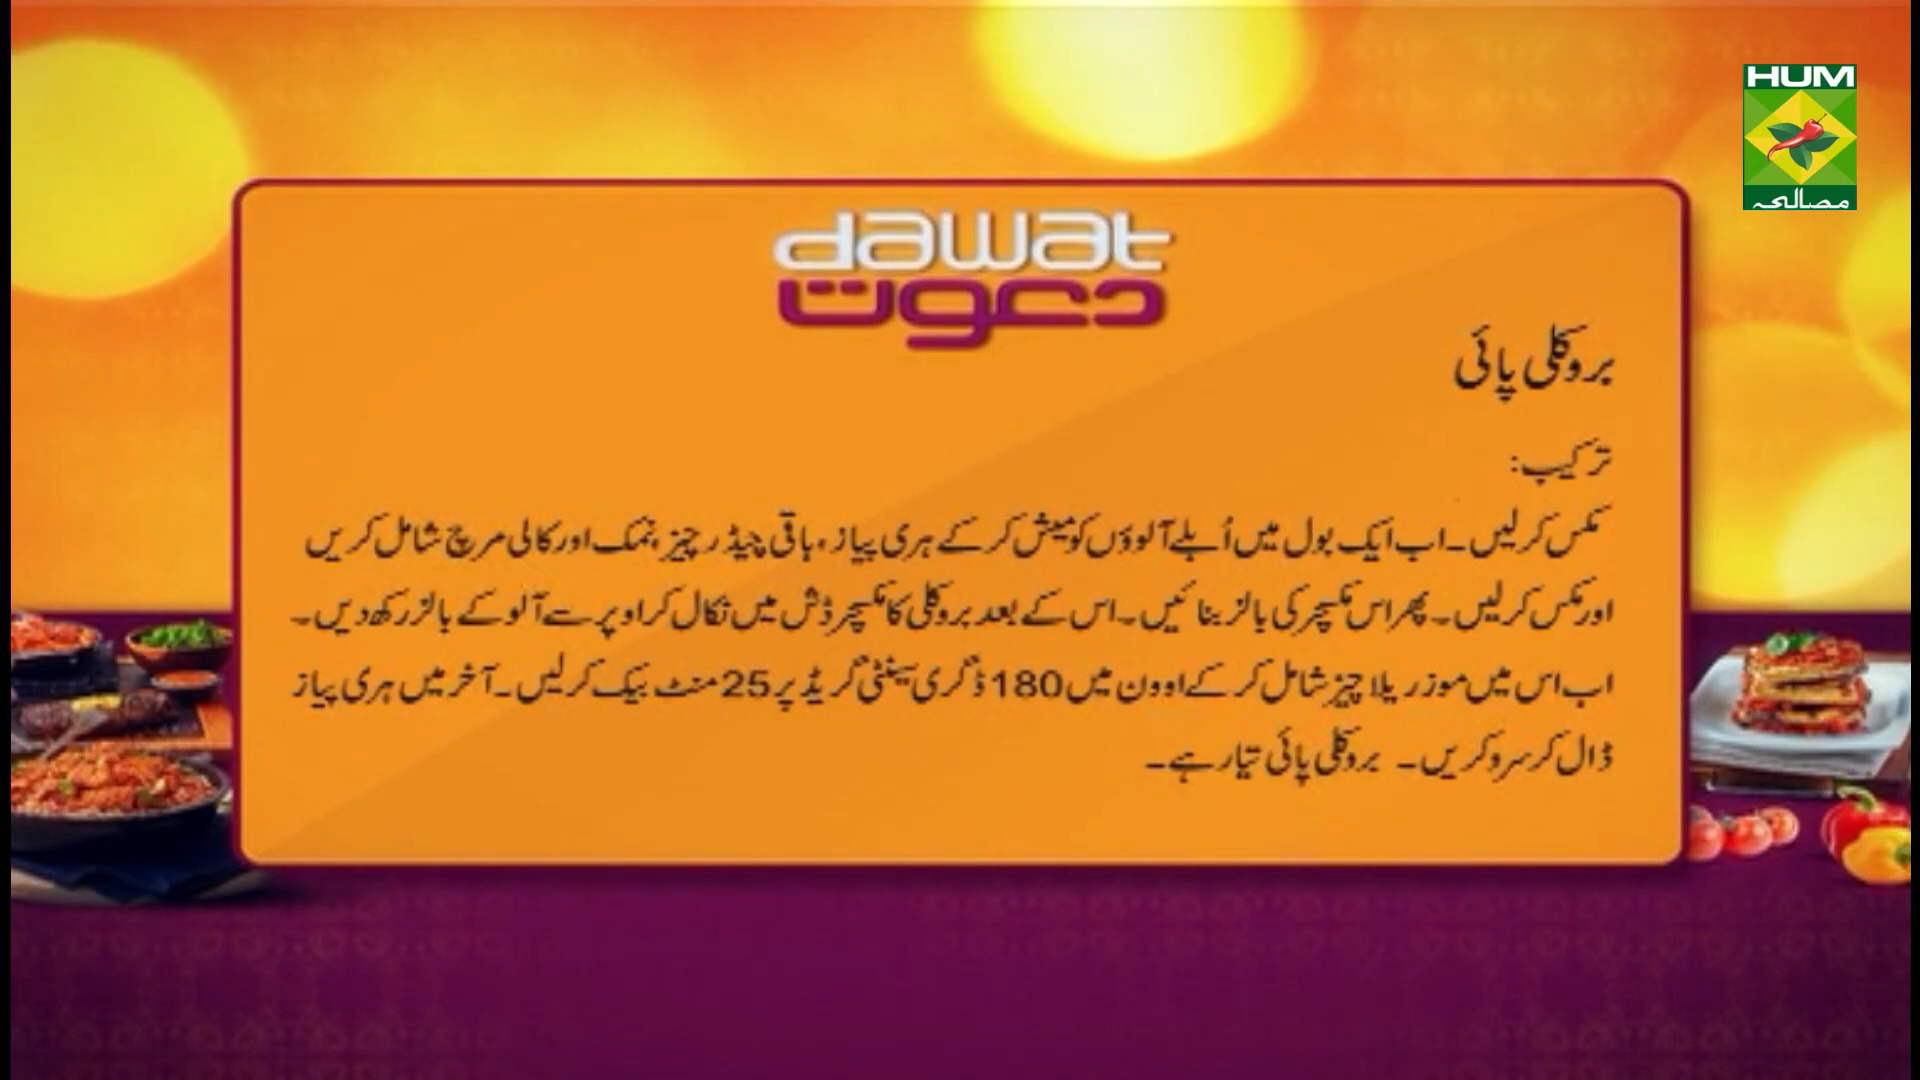 HUM
مصالحہ
dawat
دعوت
بروکلی پائی
ترکیب:
مکس کرلیں۔اب ایک بول میں اُبلے آلوؤں کو میش کر کے ہری پیاز، باقی چیڈر چیز ،نمک اور کالی مرچ شامل کریں
اور مکس کرلیں۔ پھر اس مکسچر کی بالز بنائیں۔اس کے بعد بروکلی کا مکسچر ڈش میں نکال کر اوپر سے آلو کے بالز رکھ دیں۔
اب اس میں موزریلا چیز شامل کر کے اوون میں 180 ڈگری سینٹی گریڈ پر 25 منٹ بیک کرلیں۔آخر میں ہری پیاز
ڈال کر سرو کریں۔ بروکلی پائی تیار ہے۔